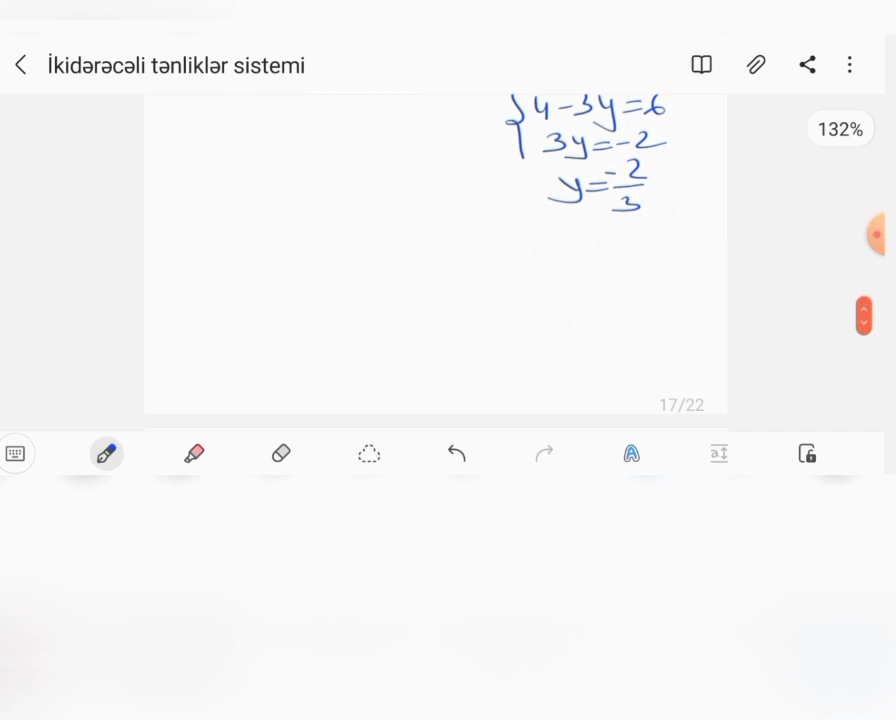 İkidərəcəli tənliklər sistemi
132%
4-3y=6
3y=-2
y=-2/3
17/22